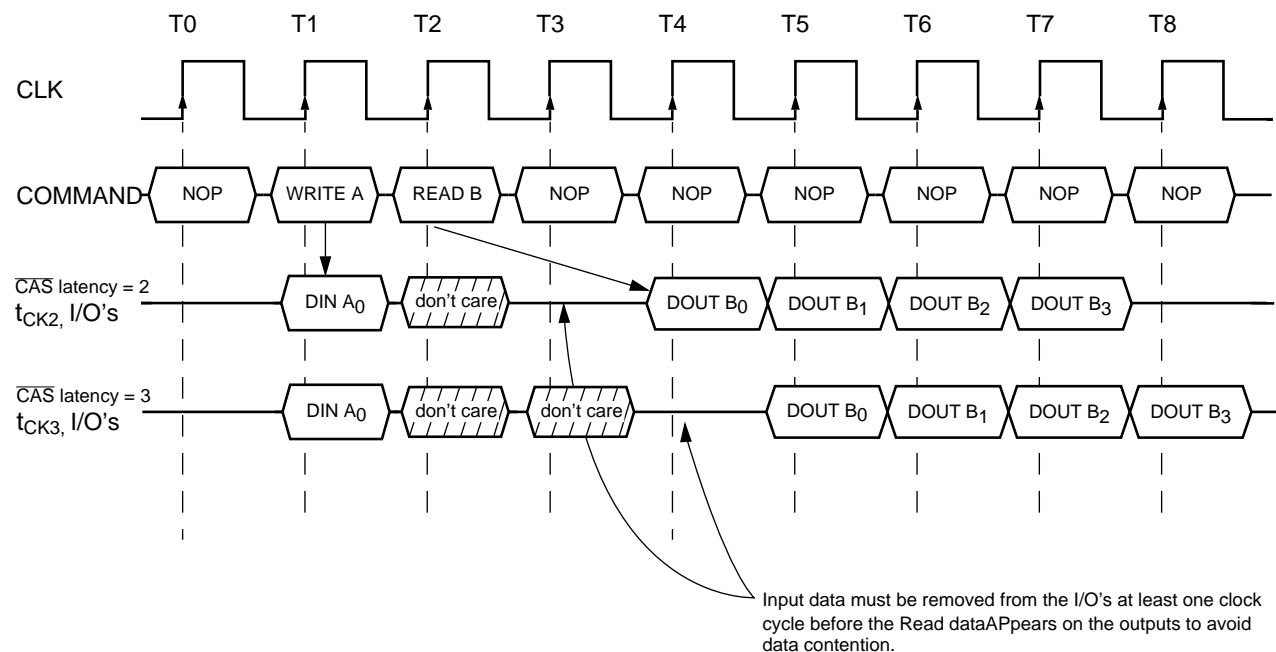 T0 T1 T2 T3 T4 T5 T6 T7 T8
CLK
COMMAND NOP WRITE A READ B NOP NOP NOP NOP NOP NOP
CAS latency = 2
tCK2, I/O's DIN A0 don't care DOUT B0 DOUT B1 DOUT B2 DOUT B3
CAS latency = 3
tCK3, I/O's DIN A0 don't care don't care DOUT B0 DOUT B1 DOUT B2 DOUT B3
Input data must be removed from the I/O's at least one clock
cycle before the Read dataAPpears on the outputs to avoid
data contention.